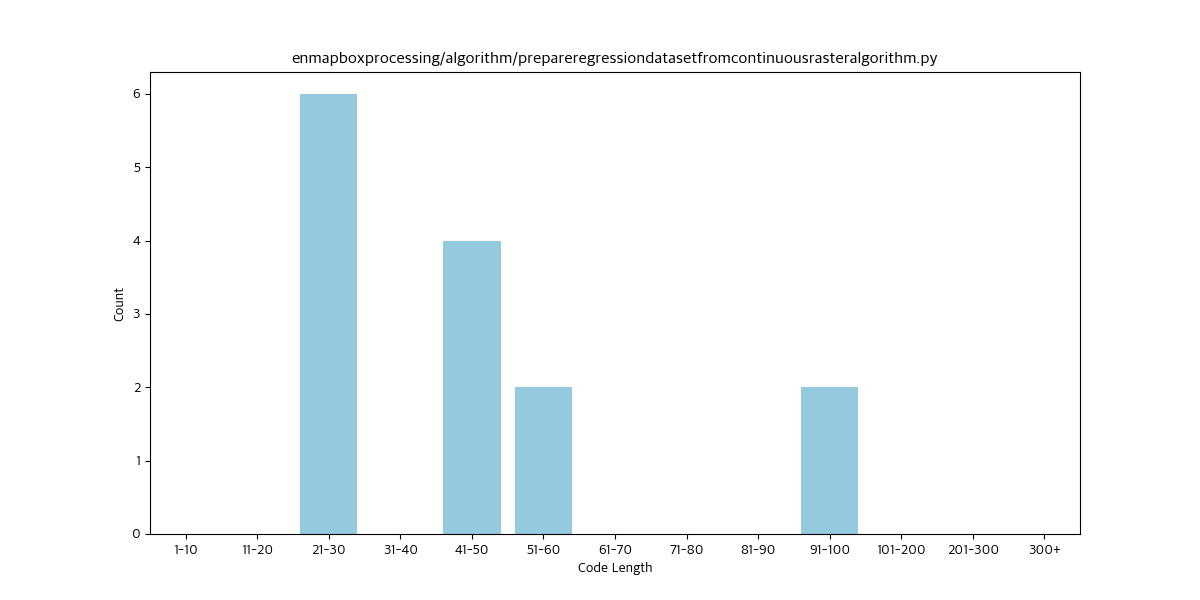 enmapboxprocessing/algorithm/prepareregressiondatasetfromcontinuousrasteralgorithm.py
6
5
4
3
2
1
0
Count
1-10 11-20 21-30 31-40 41-50 51-60 61-70 71-80 81-90 91-100 101-200 201-300 300+
Code Length